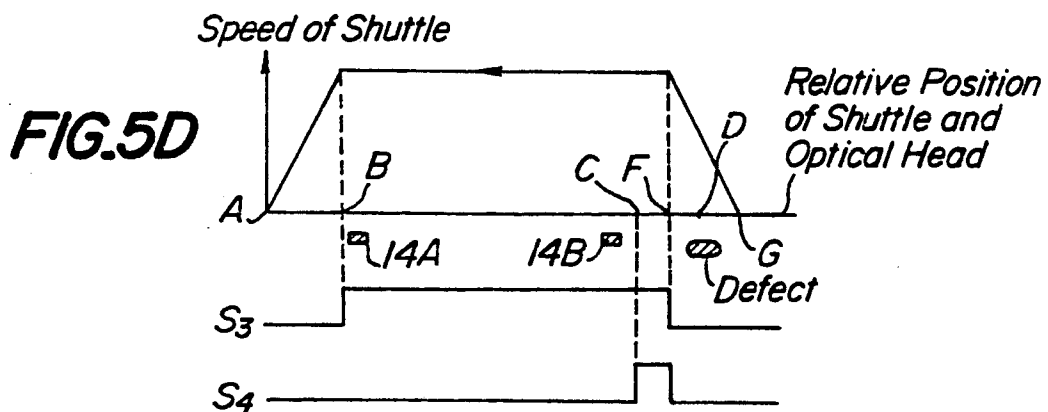 Speed of Shuttle
FIG.5D
Relative Position
of Shuttle and
Optical Head
A
B
C
F
D
G
14A
14B
Defect
S3
S4